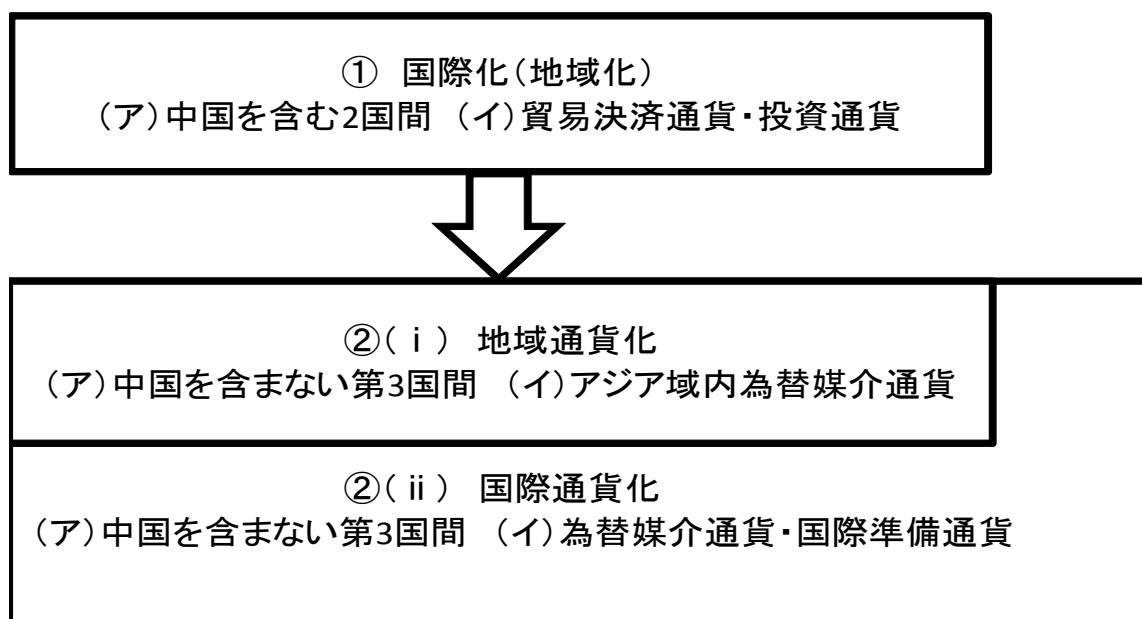 ① 国際化(地域化)
(ア)中国を含む2国間 (イ)貿易決済通貨・投資通貨
②(ⅰ) 地域通貨化
(ア)中国を含まない第3国間 (イ)アジア域内為替媒介通貨
②(ⅱ) 国際通貨化
(ア)中国を含まない第3国間 (イ)為替媒介通貨・国際準備通貨